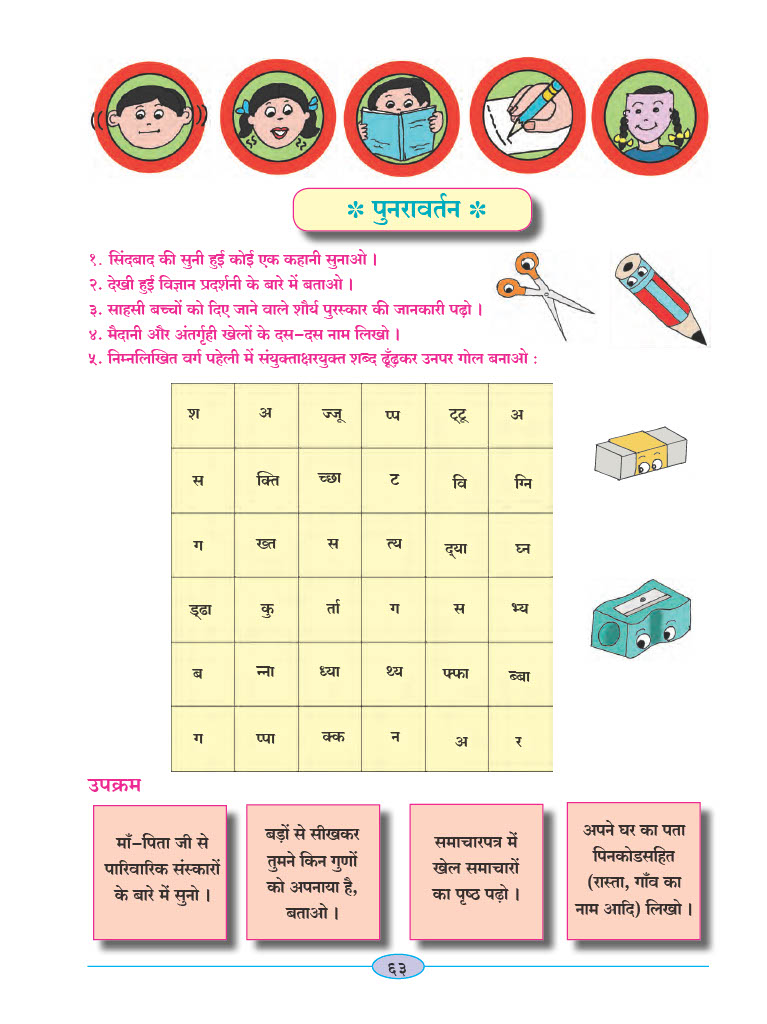 ✽ पुनरावर्तन ✽
१. सिंदबाद की सुनी हुई कोई एक कहानी सुनाओ ।
२. देखी हुई विज्ञान प्रदर्शनी के बारे में बताओ ।
३. साहसी बच्चों को दिए जाने वाले शौर्य पुरस्कार की जानकारी पढ़ो ।
४. मैदानी और अंतर्गृही खेलों के दस-दस नाम लिखो ।
५. निम्नलिखित वर्ग पहेली में संयुक्ताक्षरयुक्त शब्द ढूँढ़कर उनपर गोल बनाओ :
श अ ज्जू प्प ट्टू अ
स क्ति च्छा ट वि ग्नि
ग ख्त स त्य द्या घ्न
ड्ढा कु र्ता ग स भ्य
ब न्ना ध्या थ्य फ्फा ब्बा
ग प्पा क्क न अ र
उपक्रम
माँ-पिता जी से
पारिवारिक संस्कारों
के बारे में सुनो ।
बड़ों से सीखकर
तुमने किन गुणों
को अपनाया है,
बताओ ।
समाचारपत्र में
खेल समाचारों
का पृष्ठ पढ़ो ।
अपने घर का पता
पिनकोडसहित
(रास्ता, गाँव का
नाम आदि) लिखो ।
६३